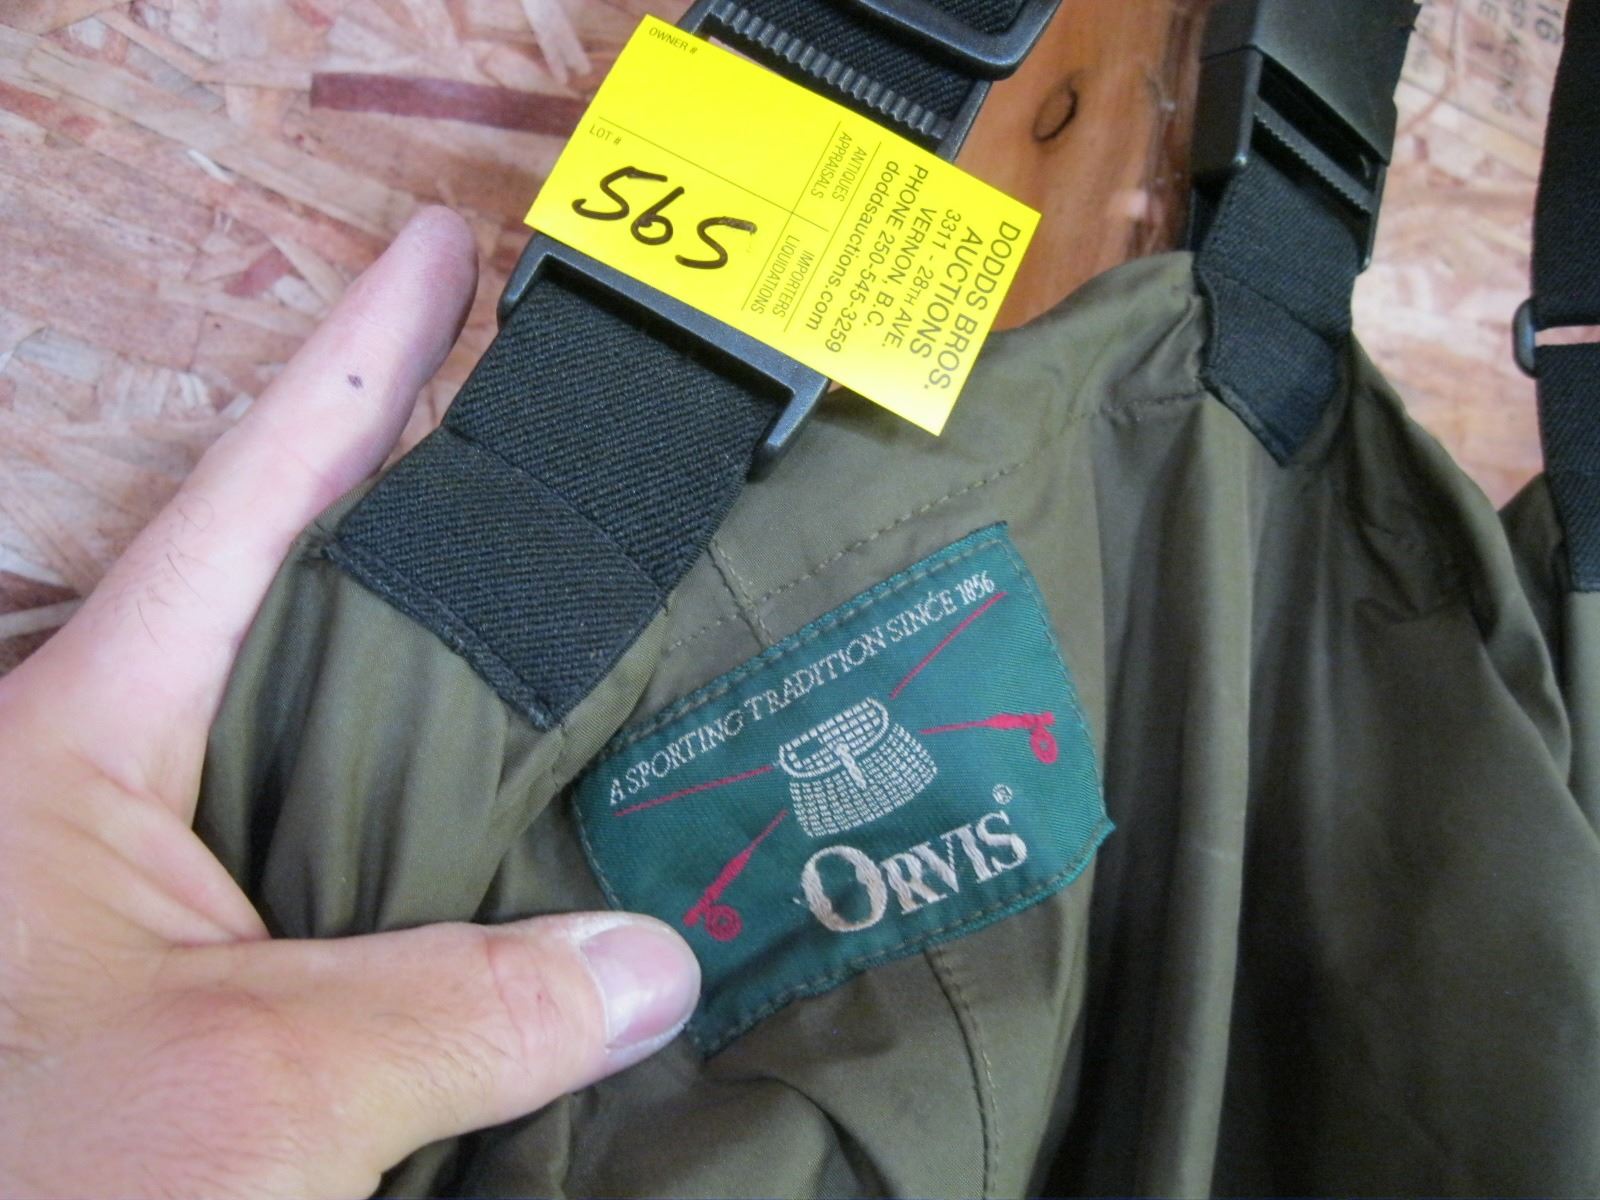 OWNER #
LOT #
565
ANTIQUES
APPRAISALS
IMPORTERS
LIQUIDATIONS
DODDS BROS.
AUCTIONS
3311 - 28TH AVE.
VERNON, B.C.
PHONE 250-545-3259
doddsauctions.com
A SPORTING TRADITION SINCE 1856
ORVIS®